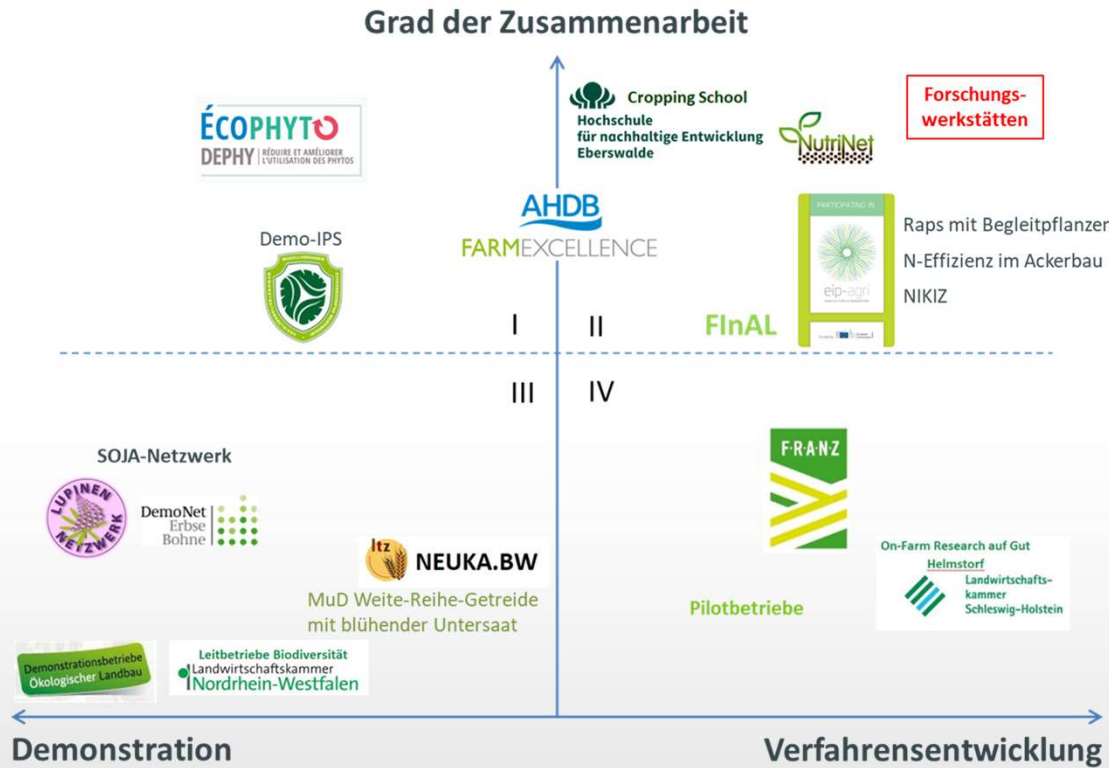 Grad der Zusammenarbeit
ÉCOPHYTO
DEPHY
RÉDUIRE ET AMÉLIORER
L'UTILISATION DES PHYTOS
Cropping School
Hochschule
für nachhaltige Entwicklung
Eberswalde
NutriNet
Forschungs-
werkstätten
AHDB
FARMEXCELLENCE
Demo-IPS
PARTICIPATING IN
eip-agri
Raps mit Begleitpflanzen
N-Effizienz im Ackerbau
NIKIZ
FInAL
I
II
III
IV
SOJA-Netzwerk
LUPINEN
NETZWERK
DemoNet
Erbse
Bohne
ltz
NEUKA.BW
MuD Weite-Reihe-Getreide
mit blühender Untersaat
F·R·A·N·Z
On-Farm Research auf Gut
Helmstorf
Landwirtschafts-
kammer
Schleswig-Holstein
Pilotbetriebe
Demonstrationsbetriebe
Ökologischer Landbau
Leitbetriebe Biodiversität
Landwirtschaftskammer
Nordrhein-Westfalen
Demonstration
Verfahrensentwicklung